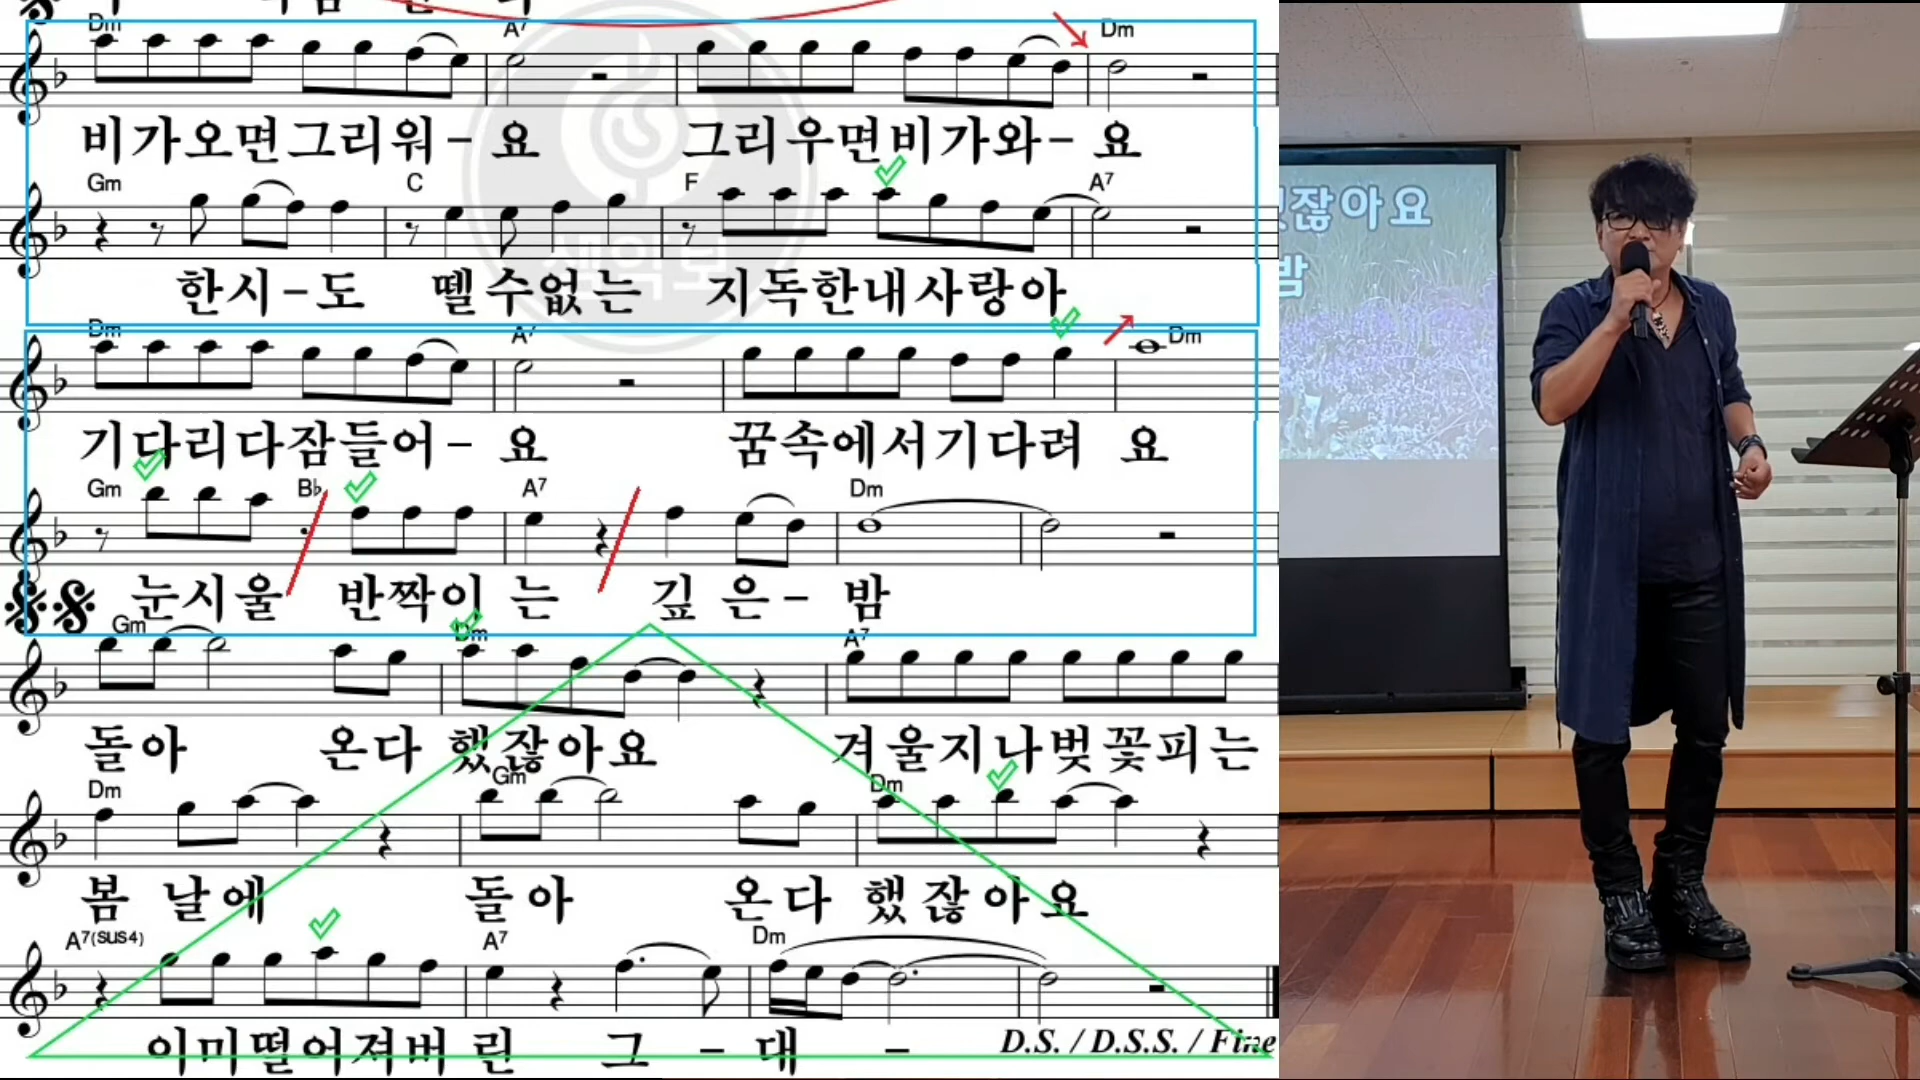 Dm A7 Dm
비가오면그리워- 요 그리우면비가와- 요
Gm C F A7
한시-도 뗄수없는 지독한내사랑아
Dm A7 Dm
기다리다잠들어- 요 꿈속에서기다려 요
Gm B♭ A7 Dm
눈시울 반짝이 는 깊 은- 밤
Gm Dm A7
돌아 온다 했잖아요 겨울지나벚꽃피는
Dm Gm Dm
봄 날에 돌아 온다 했잖아요
A7(SUS4) A7 Dm
이미떨어져버 린 그 - 대 -
D.S. / D.S.S. / Fine
잖아요
밤